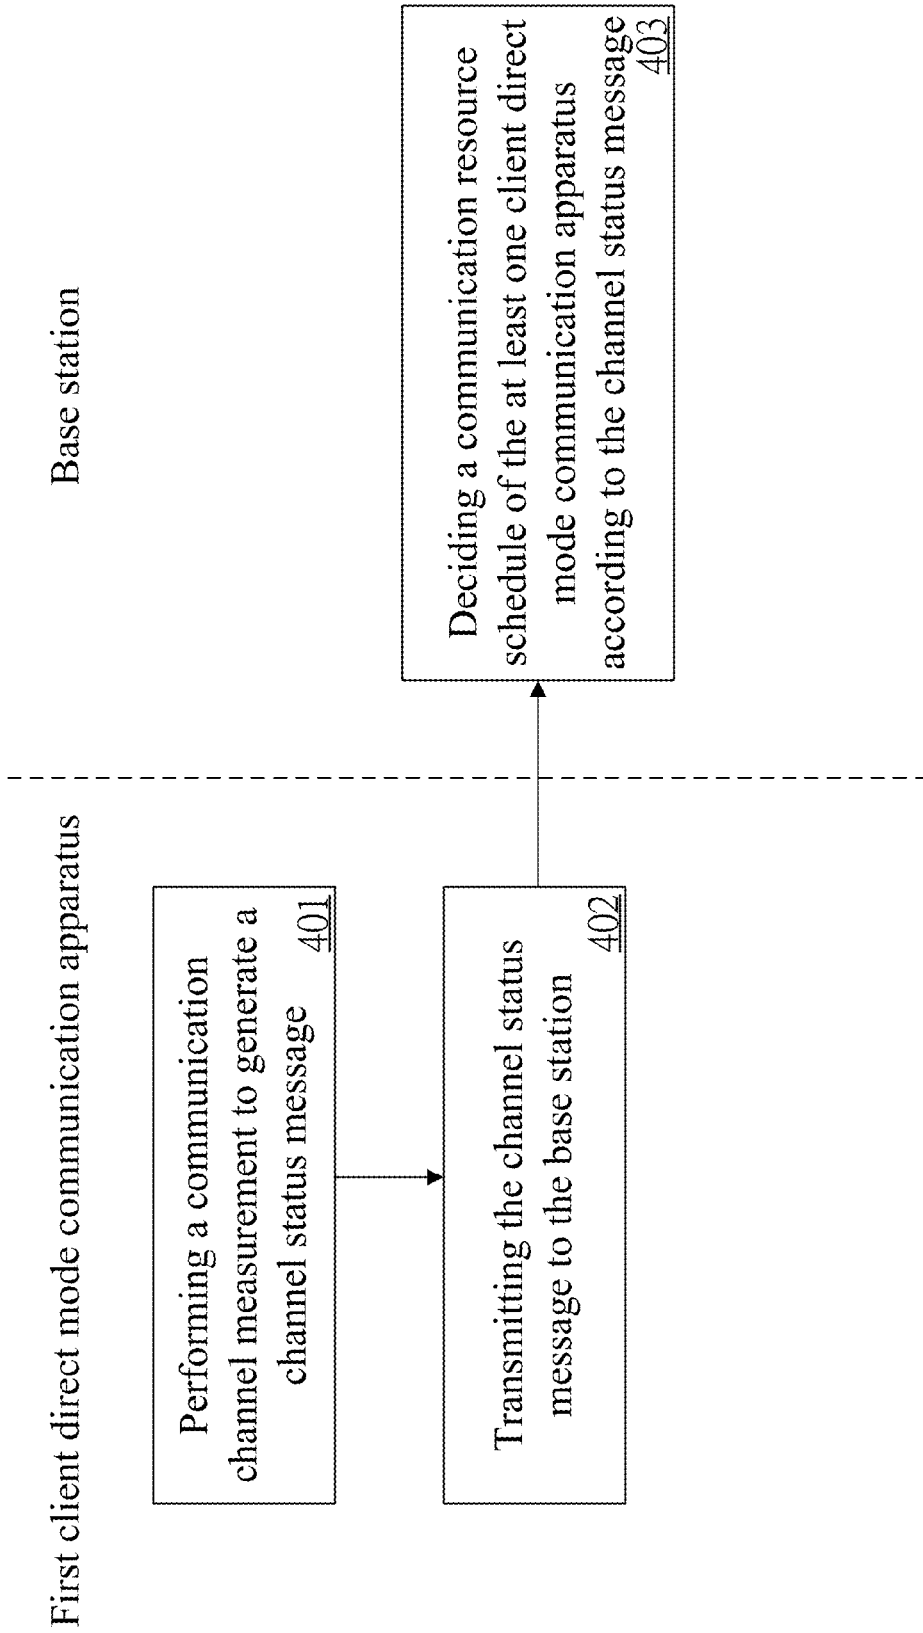 First client direct mode communication apparatus
Base station
Performing a communication
channel measurement to generate a
channel status message
401
Transmitting the channel status
message to the base station
402
Deciding a communication resource
schedule of the at least one client direct
mode communication apparatus
according to the channel status message
403